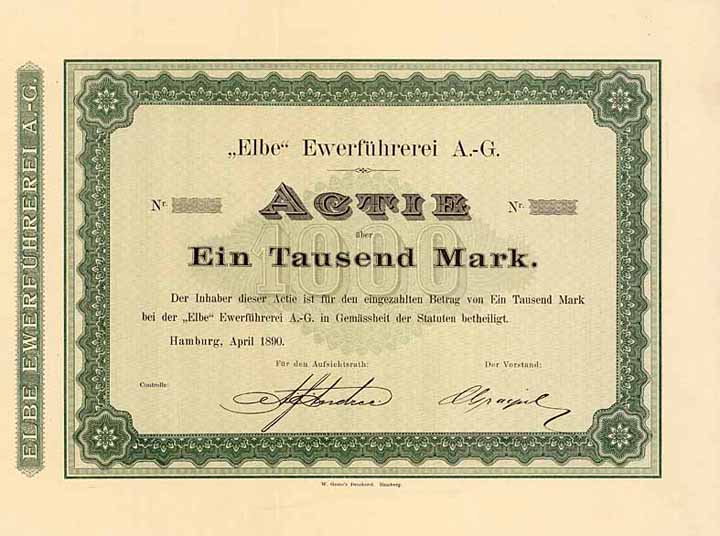 ELBE EWERFÜHREREI A.-G.
„Elbe“ Ewerführerei A.-G.
Nr.
ACTIE
Nr.
über
1000
Ein Tausend Mark.
Der Inhaber dieser Actie ist für den eingezahlten Betrag von Ein Tausend Mark
bei der „Elbe“ Ewerführerei A.-G. in Gemässheit der Statuten betheiligt.
Hamburg, April 1890.
Für den Aufsichtsrath:
Der Vorstand:
Controlle:
W. Druckerei. Hamburg.